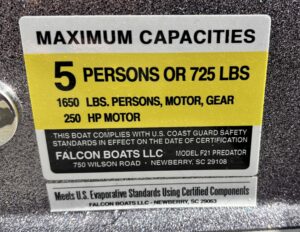 MAXIMUM CAPACITIES
5 PERSONS OR 725 LBS
1650 LBS. PERSONS, MOTOR, GEAR
250 HP MOTOR
THIS BOAT COMPLIES WITH U.S. COAST GUARD SAFETY
STANDARDS IN EFFECT ON THE DATE OF CERTIFICATION
FALCON BOATS LLC MODEL F21 PREDATOR
750 WILSON ROAD · NEWBERRY, SC 29108
Meets U.S. Evaporative Standards Using Certified Components
FALCON BOATS LLC - NEWBERRY, SC 29063